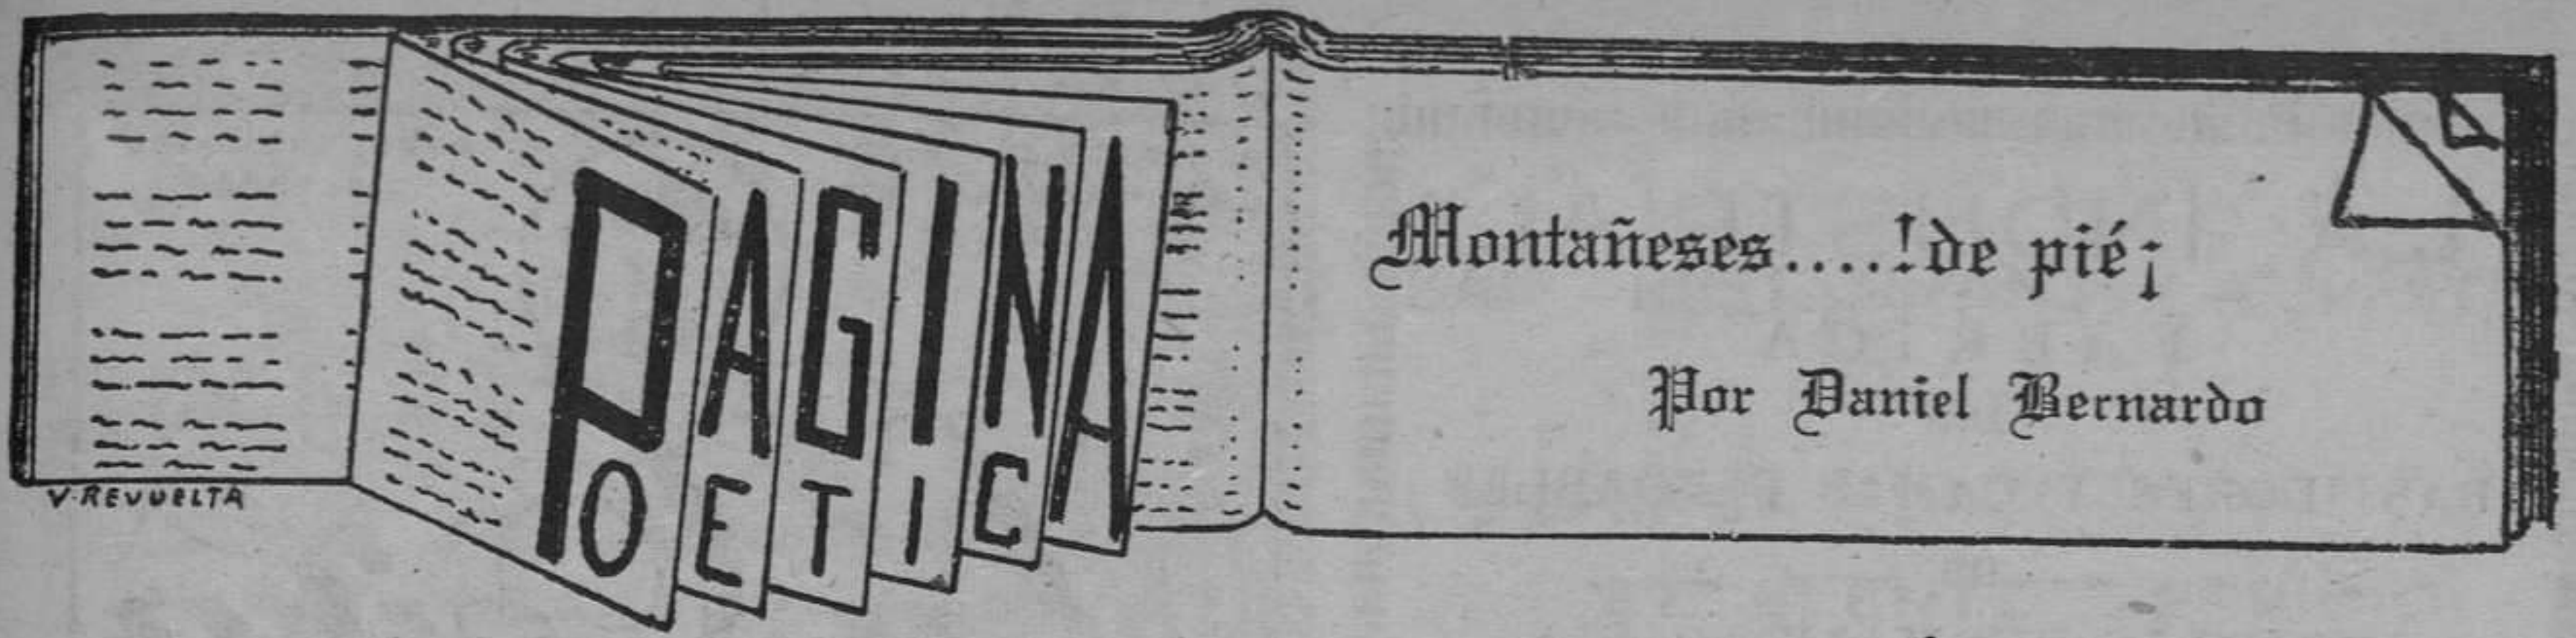 PAGINA
POETICA
V. REVUELTA
Montañeses....!de pié¡
Por Daniel Bernardo